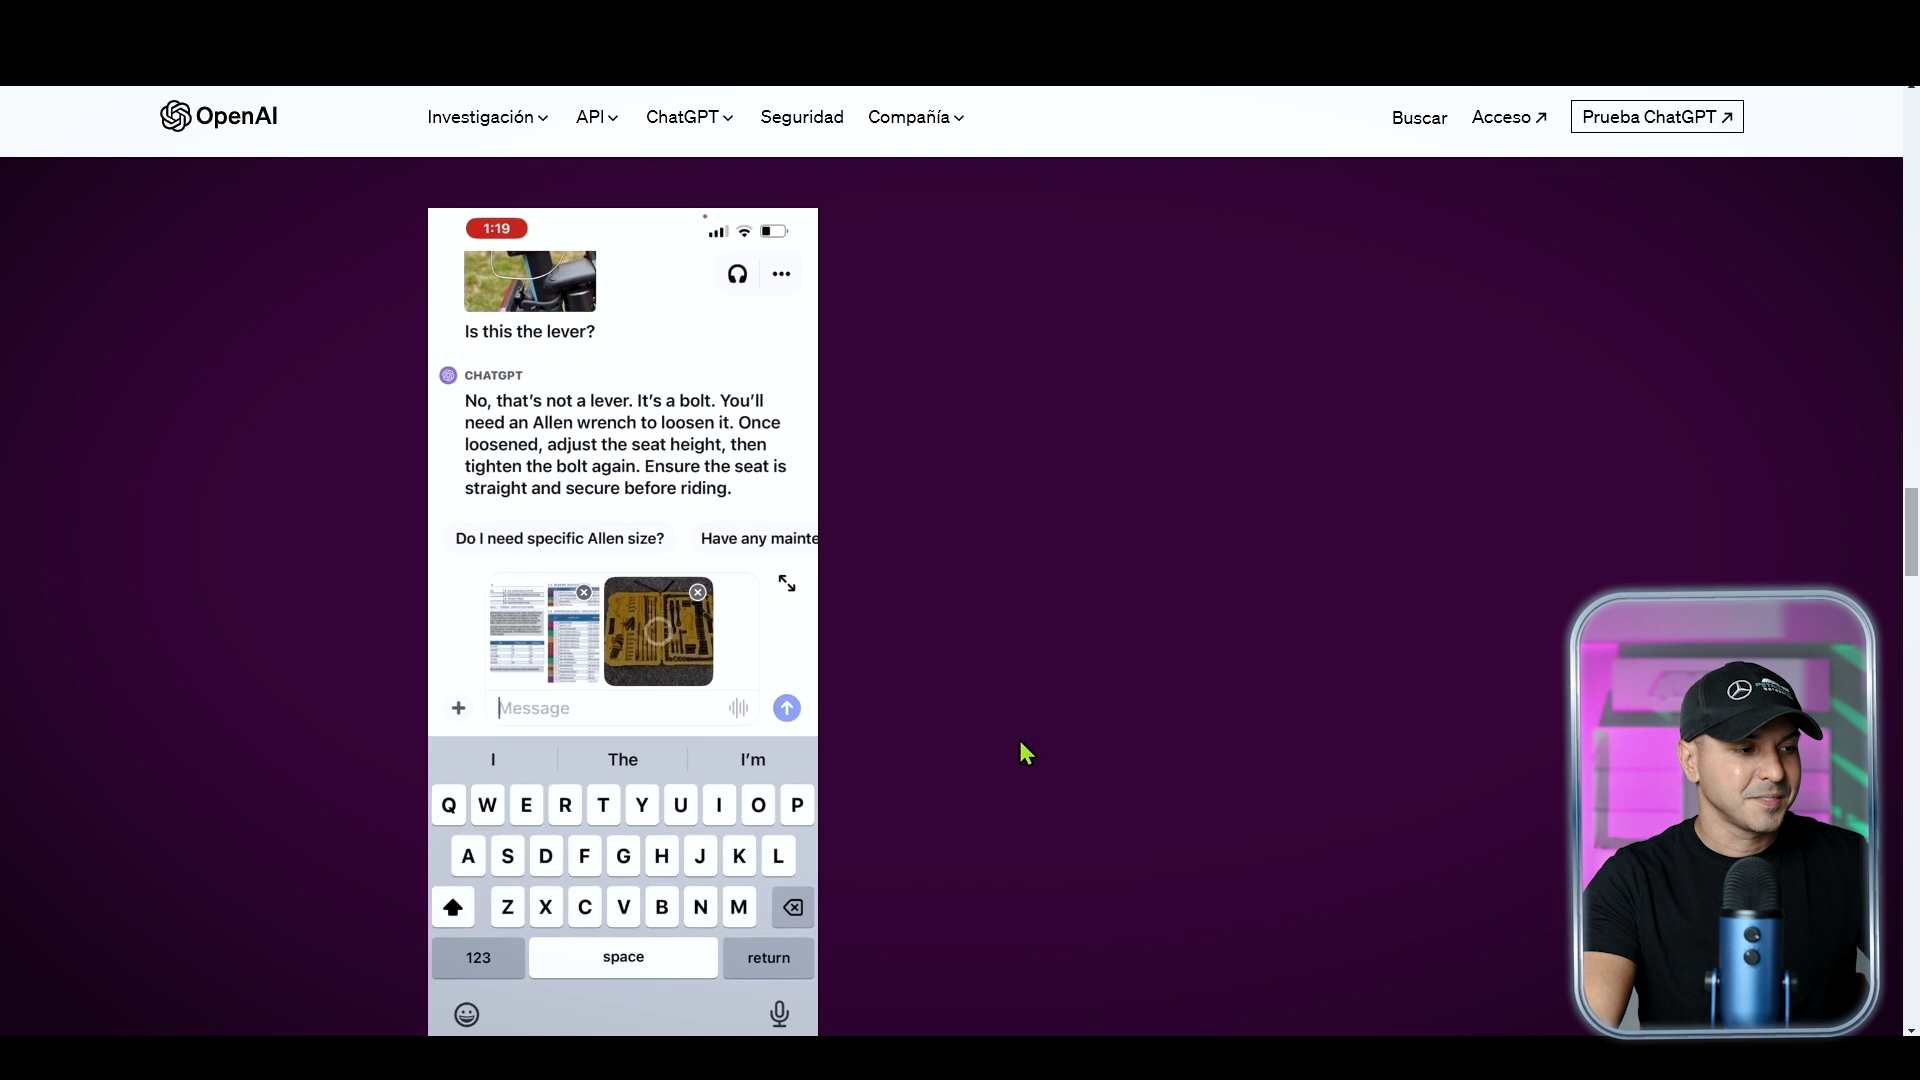 OpenAI
Investigación
API
ChatGPT
Seguridad
Compañía
Buscar
Acceso ↗
Prueba ChatGPT ↗
1:19
Is this the lever?
CHATGPT
No, that's not a lever. It's a bolt. You'll
need an Allen wrench to loosen it. Once
loosened, adjust the seat height, then
tighten the bolt again. Ensure the seat is
straight and secure before riding.
Do I need specific Allen size?
Have any mainte
Message
I The I'm
Q W E R T Y U I O P
A S D F G H J K L
Z X C V B N M
123 space return